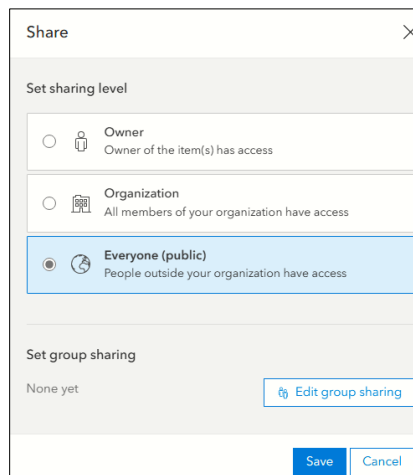 Share
Set sharing level
Owner
Owner of the item(s) has access
Organization
All members of your organization have access
Everyone (public)
People outside your organization have access
Set group sharing
None yet
Edit group sharing
Save
Cancel